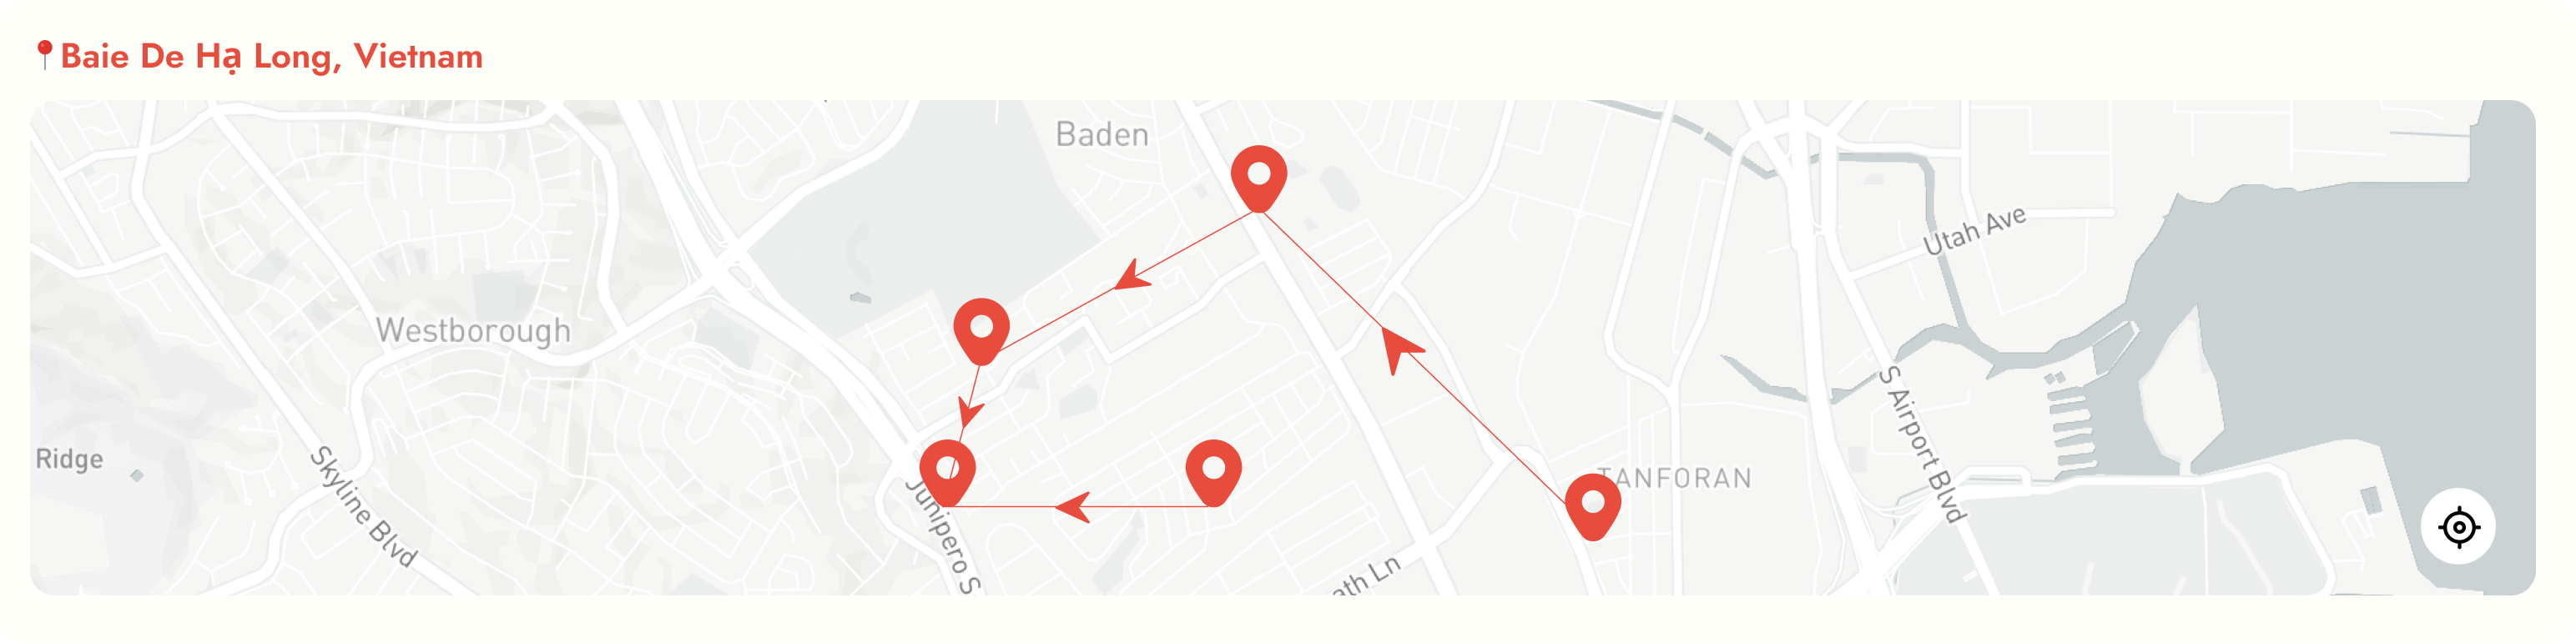 Baie De Hạ Long, Vietnam
Baden
Utah Ave
Westborough
Ridge
Skyline Blvd
Junipero S
TANFORAN
S Airport Blvd
ath Ln